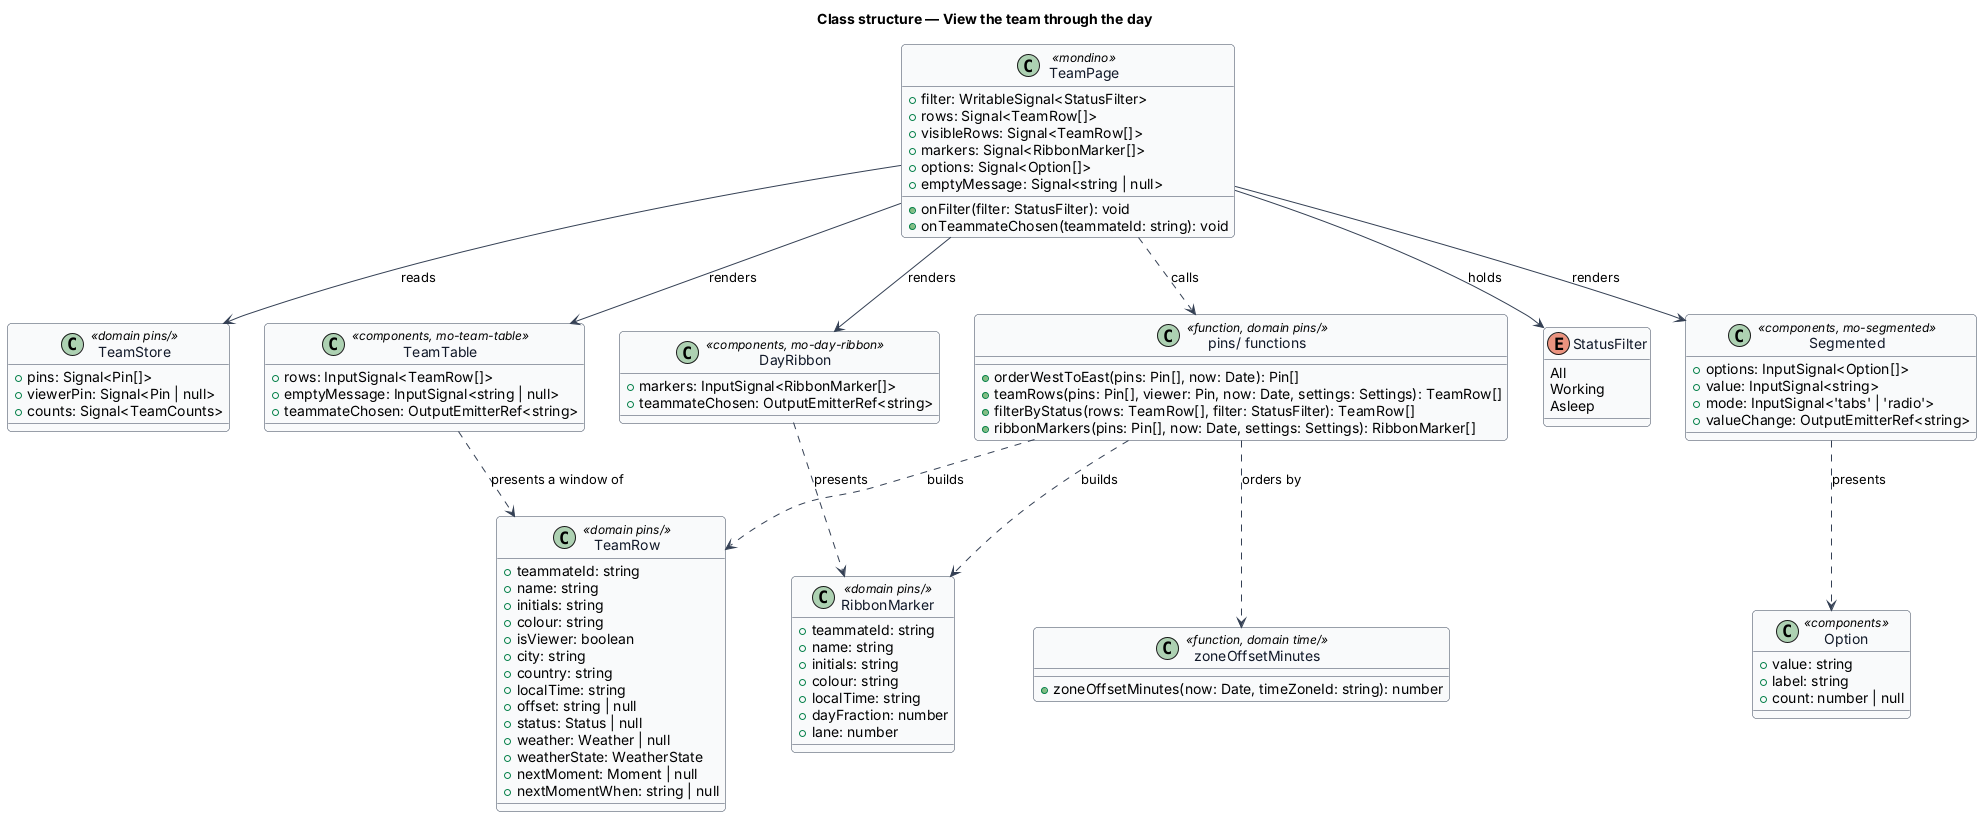 Class structure — View the team through the day
C
«mondino»
TeamPage
filter: WritableSignal<StatusFilter>
rows: Signal<TeamRow[]>
visibleRows: Signal<TeamRow[]>
markers: Signal<RibbonMarker[]>
options: Signal<Option[]>
emptyMessage: Signal<string | null>
onFilter(filter: StatusFilter): void
onTeammateChosen(teammateId: string): void
reads
renders
renders
calls
holds
renders
C
«domain pins/»
TeamStore
pins: Signal<Pin[]>
viewerPin: Signal<Pin | null>
counts: Signal<TeamCounts>
C
«components, mo-team-table»
TeamTable
rows: InputSignal<TeamRow[]>
emptyMessage: InputSignal<string | null>
teammateChosen: OutputEmitterRef<string>
C
«components, mo-day-ribbon»
DayRibbon
markers: InputSignal<RibbonMarker[]>
teammateChosen: OutputEmitterRef<string>
C
«function, domain pins/»
pins/ functions
orderWestToEast(pins: Pin[], now: Date): Pin[]
teamRows(pins: Pin[], viewer: Pin, now: Date, settings: Settings): TeamRow[]
filterByStatus(rows: TeamRow[], filter: StatusFilter): TeamRow[]
ribbonMarkers(pins: Pin[], now: Date, settings: Settings): RibbonMarker[]
E
StatusFilter
All
Working
Asleep
C
«components, mo-segmented»
Segmented
options: InputSignal<Option[]>
value: InputSignal<string>
mode: InputSignal<'tabs' | 'radio'>
valueChange: OutputEmitterRef<string>
presents a window of
presents
builds
builds
orders by
presents
C
«domain pins/»
TeamRow
teammateId: string
name: string
initials: string
colour: string
isViewer: boolean
city: string
country: string
localTime: string
offset: string | null
status: Status | null
weather: Weather | null
weatherState: WeatherState
nextMoment: Moment | null
nextMomentWhen: string | null
C
«domain pins/»
RibbonMarker
teammateId: string
name: string
initials: string
colour: string
localTime: string
dayFraction: number
lane: number
C
«function, domain time/»
zoneOffsetMinutes
zoneOffsetMinutes(now: Date, timeZoneId: string): number
C
«components»
Option
value: string
label: string
count: number | null